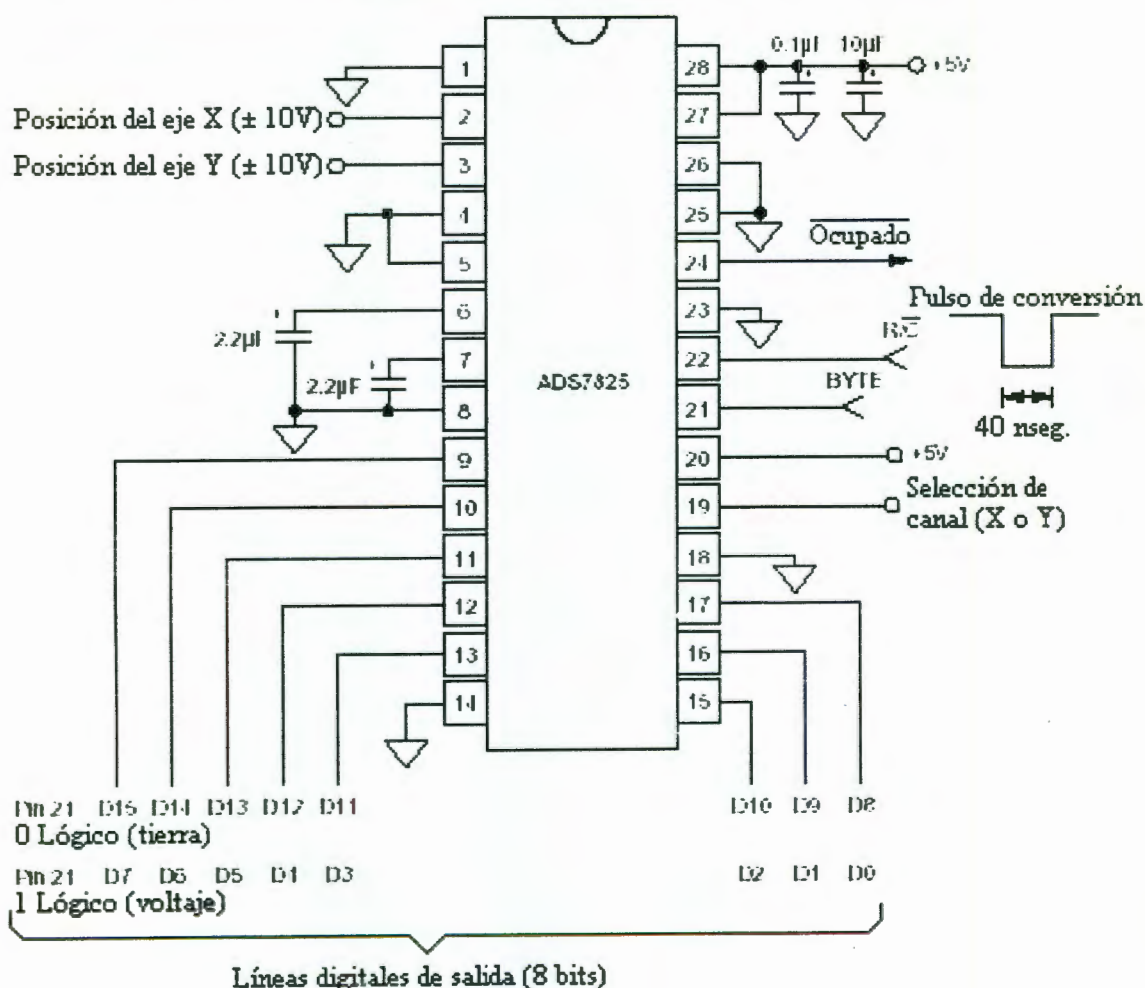 1
28
0.1µF 10µF
+5V
Posición del eje X (± 10V)
2
27
Posición del eje Y (± 10V)
3
26
4
25
Ocupado
5
24
6
23
Pulso de conversión
2.2µF
R/C
7
22
2.2µF
ADS7825
BYTE
8
21
40 nseg.
9
20
+5V
10
19
Selección de
canal (X o Y)
11
18
12
17
13
16
14
15
Pin 21 D15 D14 D13 D12 D11 D10 D9 D8
0 Lógico (tierra)
Pin 21 D7 D6 D5 D4 D3 D2 D1 D0
1 Lógico (voltaje)
Líneas digitales de salida (8 bits)